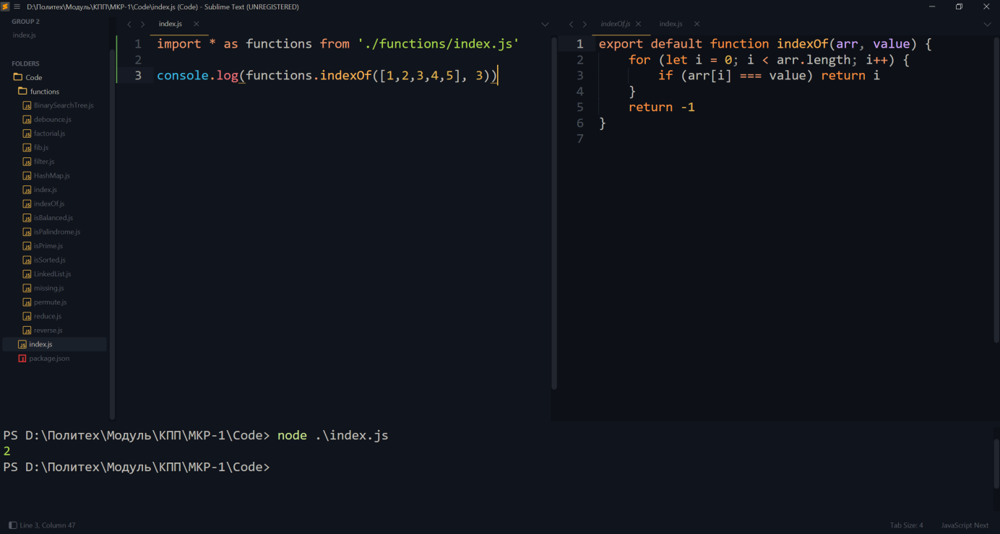 D:\Политех\Модуль\КПП\МКР-1\Code\index.js (Code) - Sublime Text (UNREGISTERED)
GROUP 2
index.js
FOLDERS
Code
functions
BinarySearchTree.js
debounce.js
factorial.js
fib.js
filter.js
HashMap.js
index.js
indexOf.js
isBalanced.js
isPalindrome.js
isPrime.js
isSorted.js
LinkedList.js
missing.js
permute.js
reduce.js
reverse.js
index.js
package.json
index.js
1 import * as functions from './functions/index.js'
2
3 console.log(functions.indexOf([1,2,3,4,5], 3))
indexOf.js index.js
1 export default function indexOf(arr, value) {
2 for (let i = 0; i < arr.length; i++) {
3 if (arr[i] === value) return i
4 }
5 return -1
6 }
7
PS D:\Политех\Модуль\КПП\МКР-1\Code> node .\index.js
2
PS D:\Политех\Модуль\КПП\МКР-1\Code>
Line 3, Column 47
Tab Size: 4 JavaScript Next